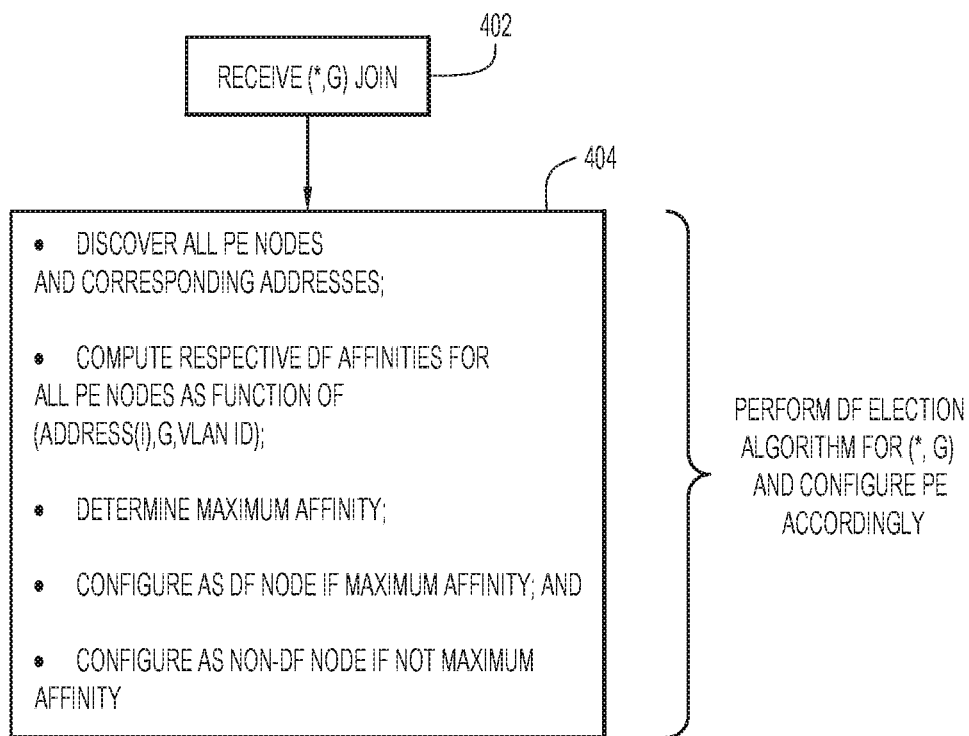 402
RECEIVE (*,G) JOIN
404
• DISCOVER ALL PE NODES
AND CORRESPONDING ADDRESSES;
• COMPUTE RESPECTIVE DF AFFINITIES FOR
ALL PE NODES AS FUNCTION OF
(ADDRESS(I),G,VLAN ID);
• DETERMINE MAXIMUM AFFINITY;
• CONFIGURE AS DF NODE IF MAXIMUM AFFINITY; AND
• CONFIGURE AS NON-DF NODE IF NOT MAXIMUM
AFFINITY
PERFORM DF ELECTION
ALGORITHM FOR (*, G)
AND CONFIGURE PE
ACCORDINGLY